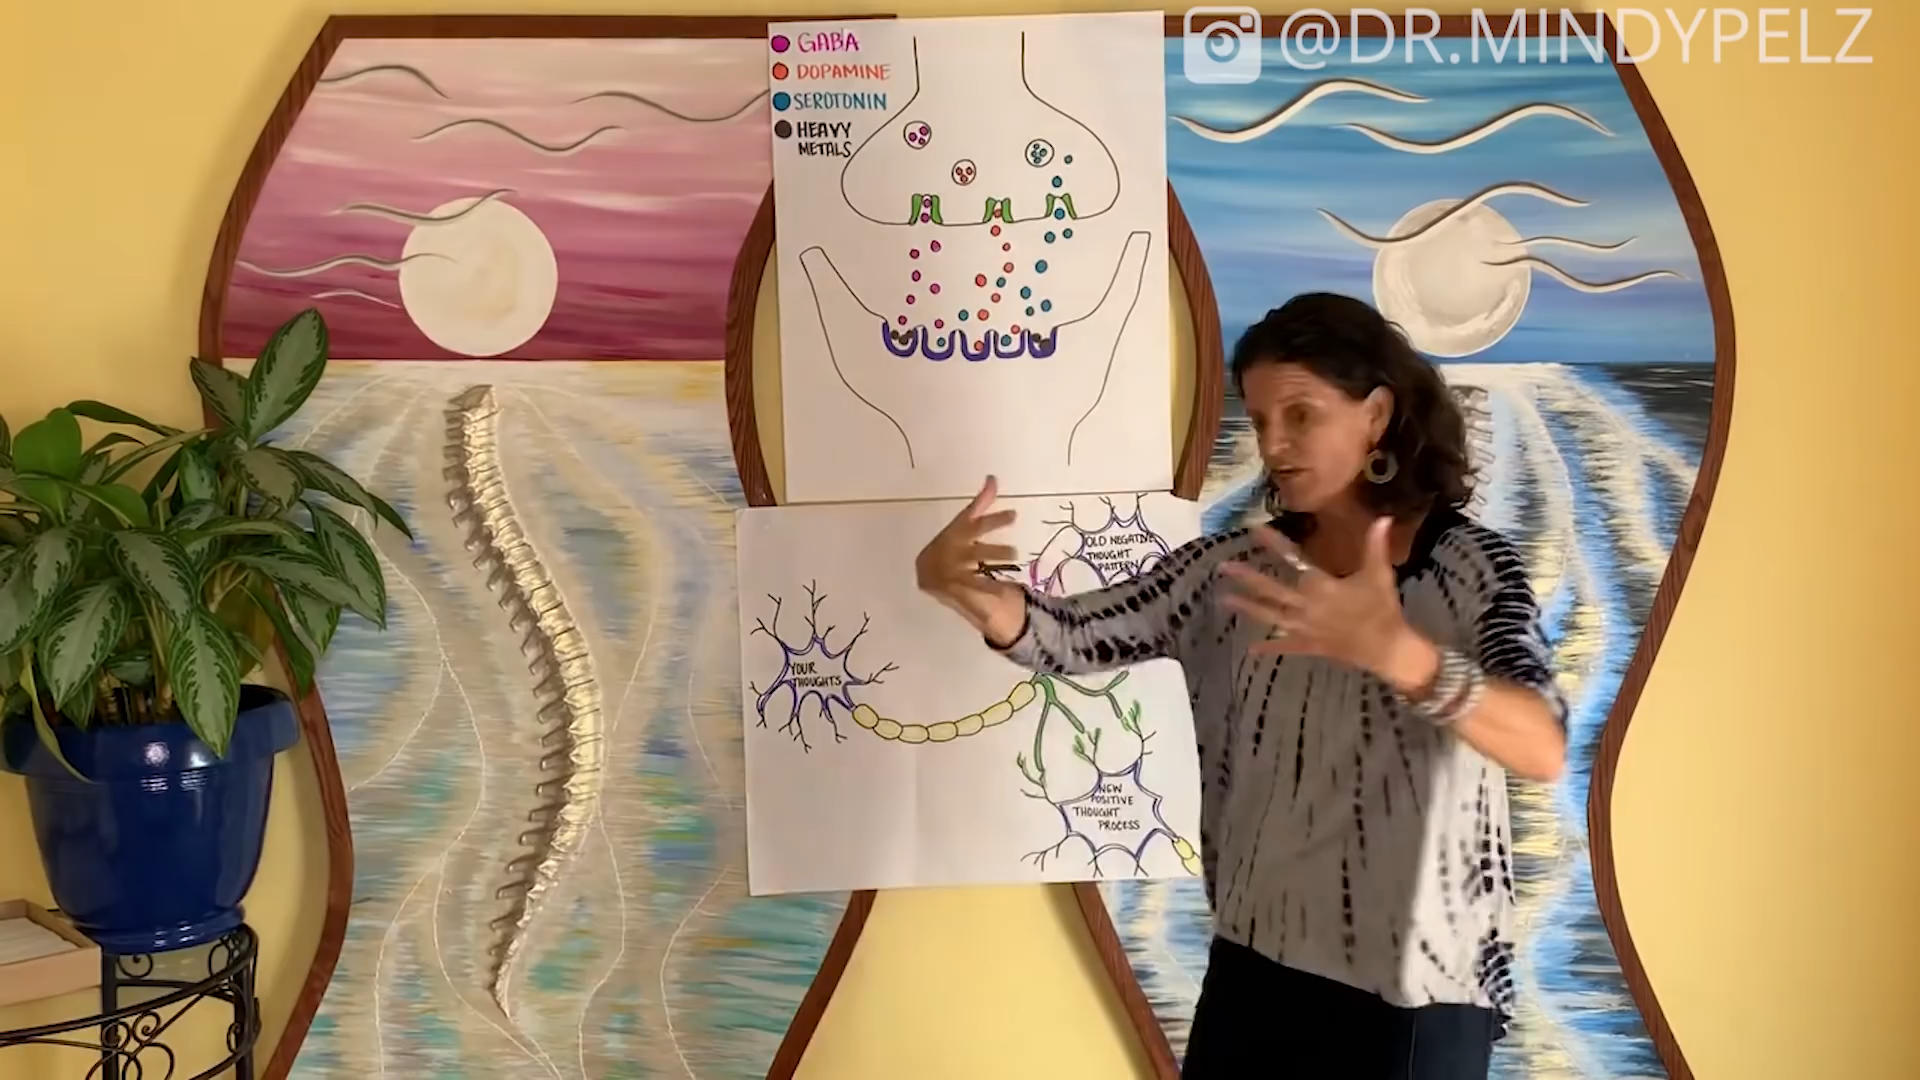 @DR.MINDYPELZ
GABA
DOPAMINE
SEROTONIN
HEAVY
METALS
OLD NEGATIVE
THOUGHT
PATTERN
YOUR
THOUGHTS
NEW
POSITIVE
THOUGHT
PROCESS